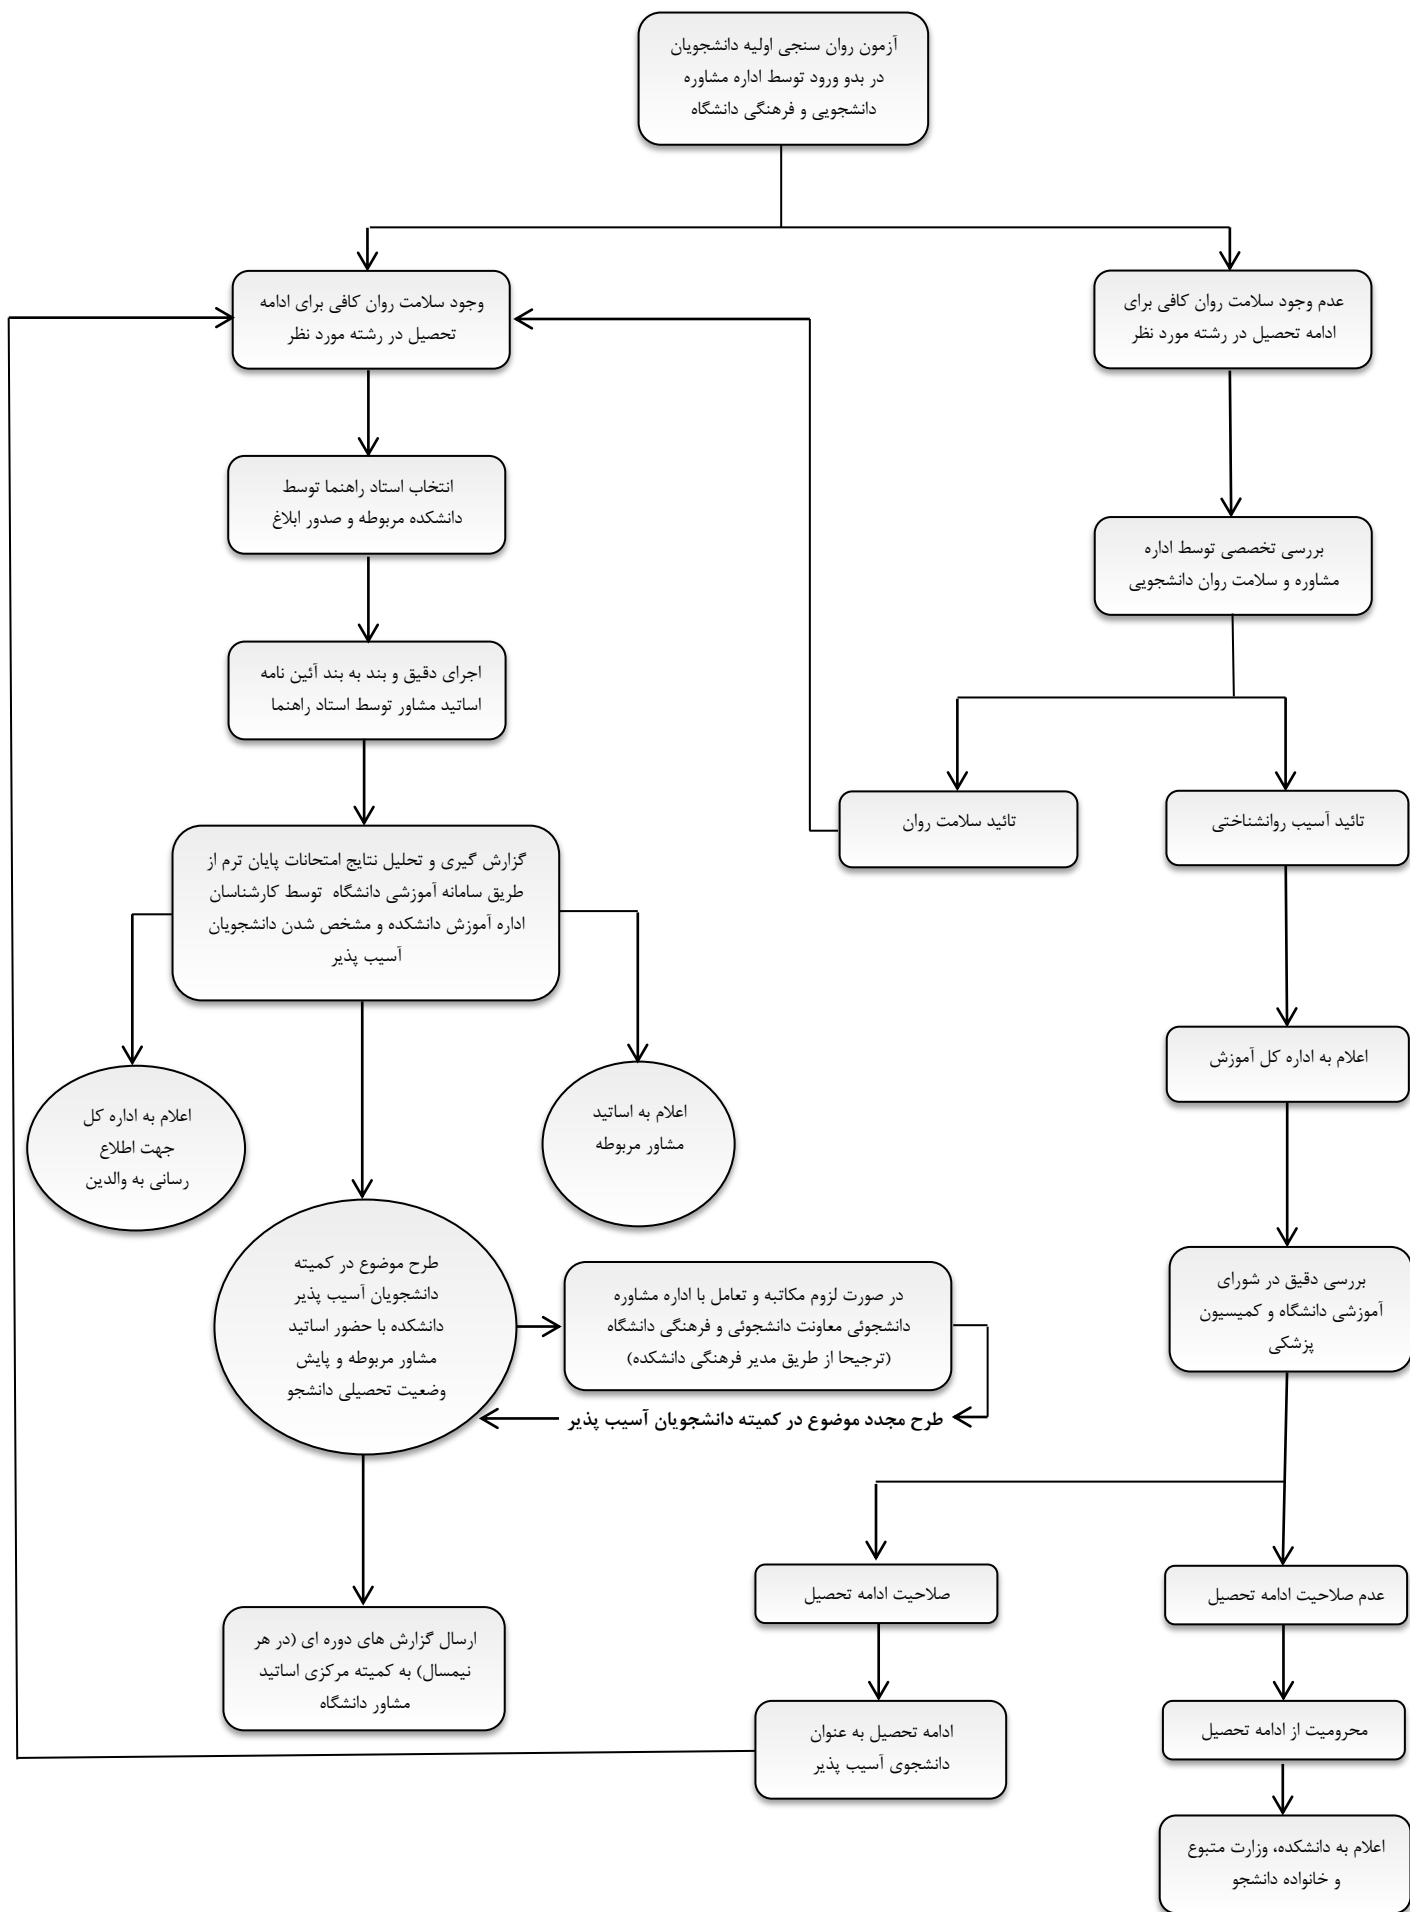 آزمون روان سنجی اولیه دانشجویان
در بدو ورود توسط اداره مشاوره
دانشجویی و فرهنگی دانشگاه
عدم وجود سلامت روان کافی برای
ادامه تحصیل در رشته مورد نظر
وجود سلامت روان کافی برای ادامه
تحصیل در رشته مورد نظر
انتخاب استاد راهنما توسط
دانشکده مربوطه و صدور ابلاغ
بررسی تخصصی توسط اداره
مشاوره و سلامت روان دانشجویی
اجرای دقیق و بند به بند آئین نامه
اساتید مشاور توسط استاد راهنما
تائید آسیب روانشناختی
تائید سلامت روان
گزارش گیری و تحلیل نتایج امتحانات پایان ترم از
طریق سامانه آموزشی دانشگاه توسط کارشناسان
اداره آموزش دانشکده و مشخص شدن دانشجویان
آسیب پذیر
اعلام به اداره کل آموزش
اعلام به اساتید
مشاور مربوطه
اعلام به اداره کل
جهت اطلاع
رسانی به والدین
بررسی دقیق در شورای
آموزشی دانشگاه و کمیسیون
پزشکی
طرح موضوع در کمیته
دانشجویان آسیب پذیر
دانشکده با حضور اساتید
مشاور مربوطه و پایش
وضعیت تحصیلی دانشجو
در صورت لزوم مکاتبه و تعامل با اداره مشاوره
دانشجوئی معاونت دانشجوئی و فرهنگی دانشگاه
(ترجیحا از طریق مدیر فرهنگی دانشکده)
طرح مجدد موضوع در کمیته دانشجویان آسیب پذیر
عدم صلاحیت ادامه تحصیل
صلاحیت ادامه تحصیل
ارسال گزارش های دوره ای (در هر
نیمسال) به کمیته مرکزی اساتید
مشاور دانشگاه
محرومیت از ادامه تحصیل
ادامه تحصیل به عنوان
دانشجوی آسیب پذیر
اعلام به دانشکده، وزارت متبوع
و خانواده دانشجو